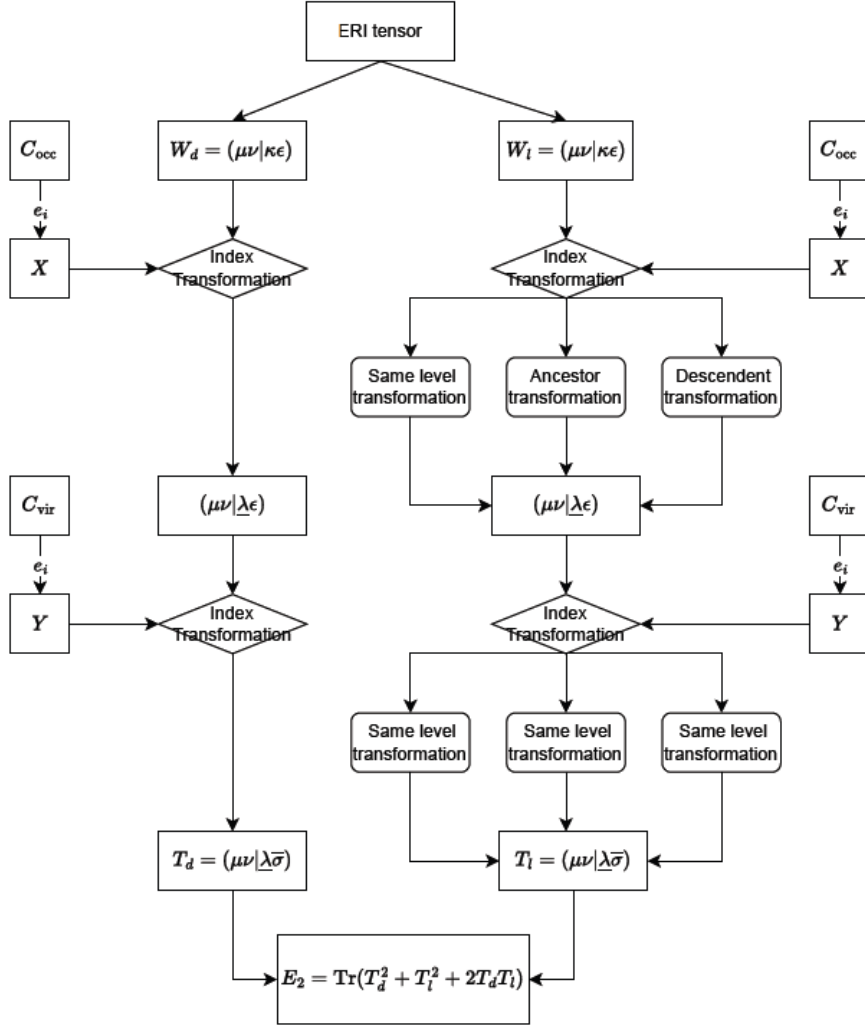 ERI tensor
C_occ
W_d = (μν|κϵ)
W_l = (μν|κϵ)
C_occ
e_i
e_i
X
Index
Transformation
Index
Transformation
X
Same level
transformation
Ancestor
transformation
Descendent
transformation
C_vir
(μν|λ̲ϵ)
(μν|λ̲ϵ)
C_vir
e_i
e_i
Y
Index
Transformation
Index
Transformation
Y
Same level
transformation
Same level
transformation
Same level
transformation
T_d = (μν|λ̲σ̅)
T_l = (μν|λ̲σ̅)
E_2 = Tr(T_d^2 + T_l^2 + 2T_dT_l)